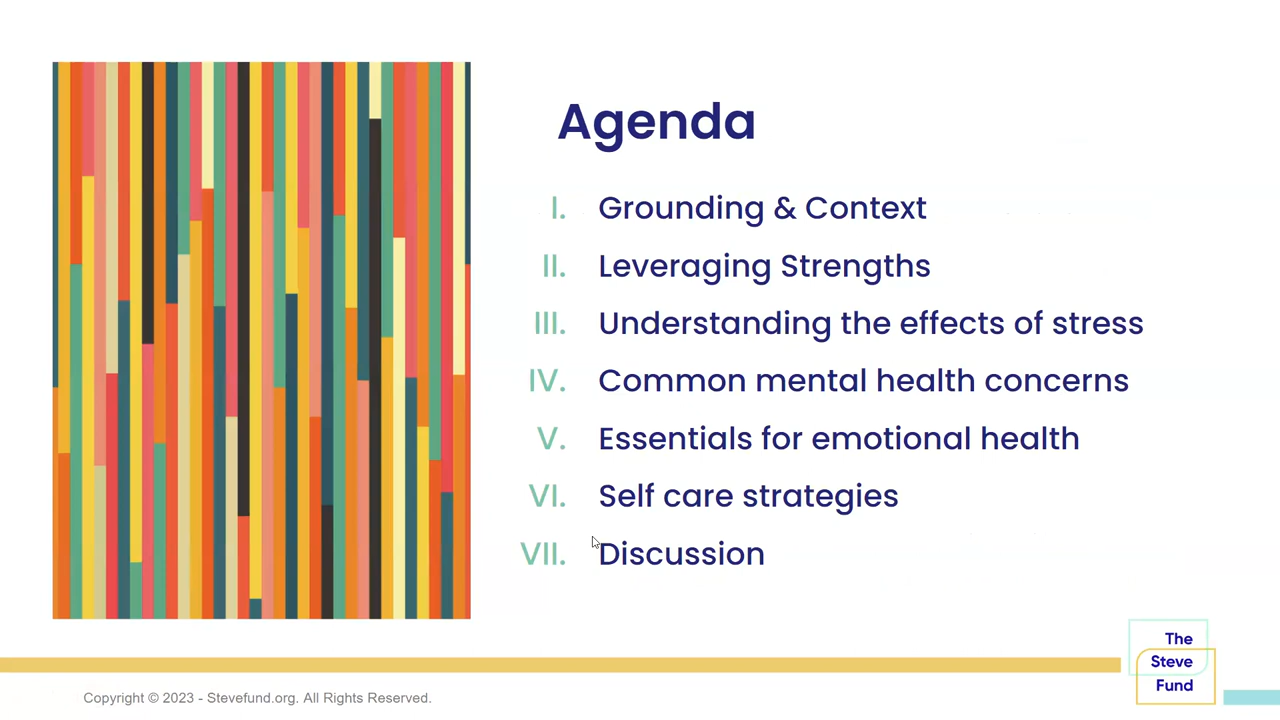 Agenda
I. Grounding & Context
II. Leveraging Strengths
III. Understanding the effects of stress
IV. Common mental health concerns
V. Essentials for emotional health
VI. Self care strategies
VII. Discussion
The
Steve
Fund
Copyright © 2023 - Stevefund.org. All Rights Reserved.